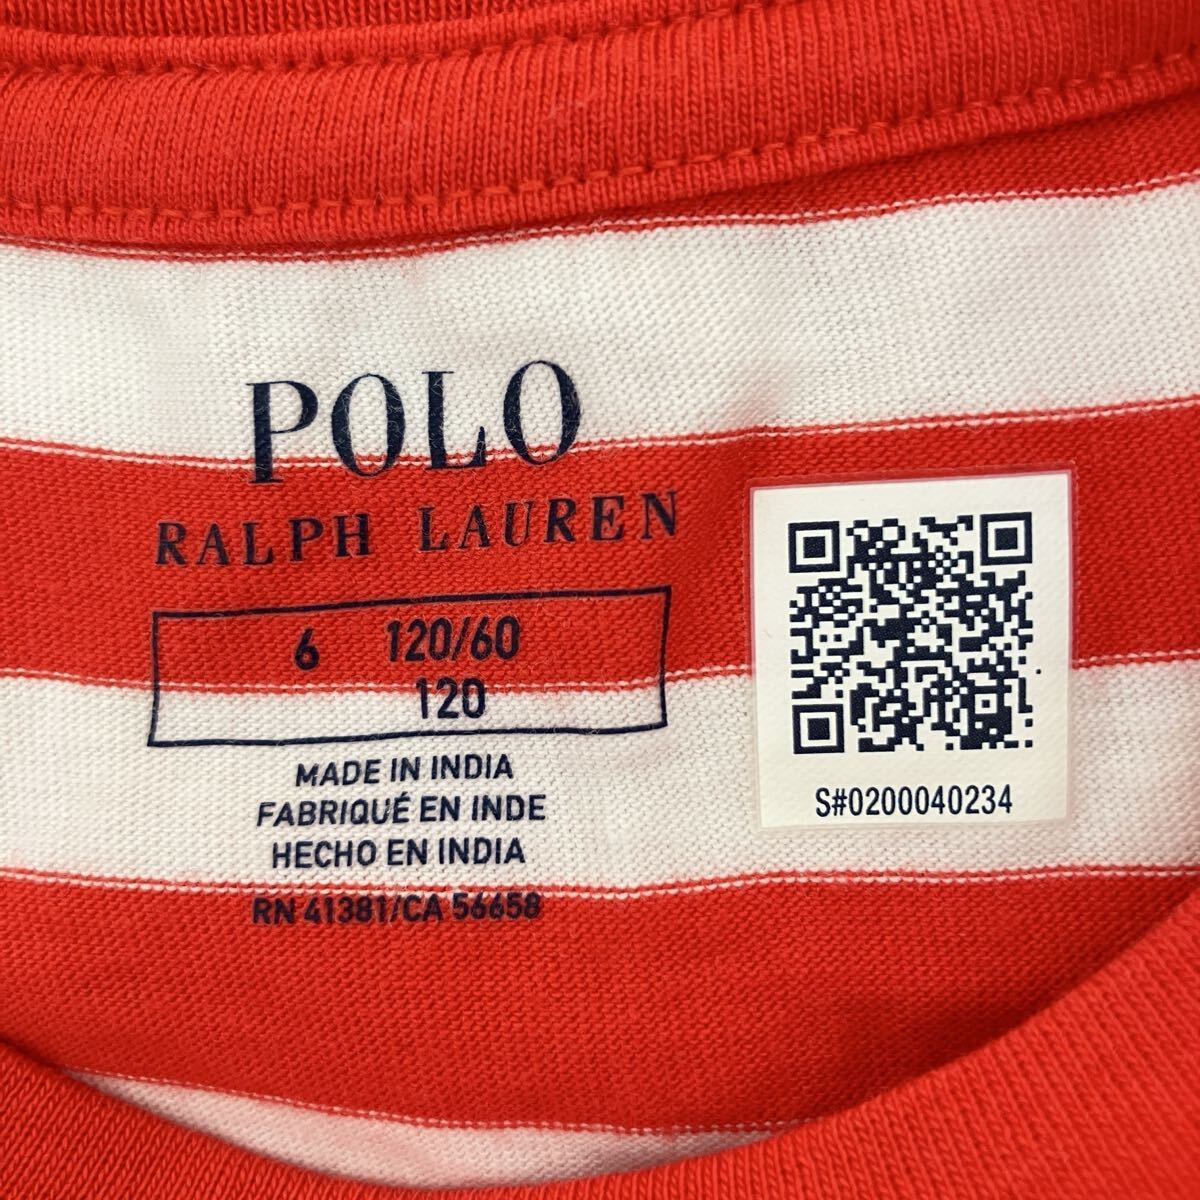 POLO
RALPH LAUREN
6 120/60
120
MADE IN INDIA
FABRIQUÉ EN INDE
HECHO EN INDIA
RN 41381/CA 56658
S#0200040234